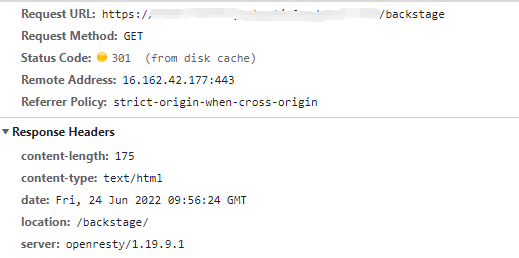 Request URL: https:// /backstage
Request Method: GET
Status Code: 301 (from disk cache)
Remote Address: 16.162.42.177:443
Referrer Policy: strict-origin-when-cross-origin
Response Headers
content-length: 175
content-type: text/html
date: Fri, 24 Jun 2022 09:56:24 GMT
location: /backstage/
server: openresty/1.19.9.1